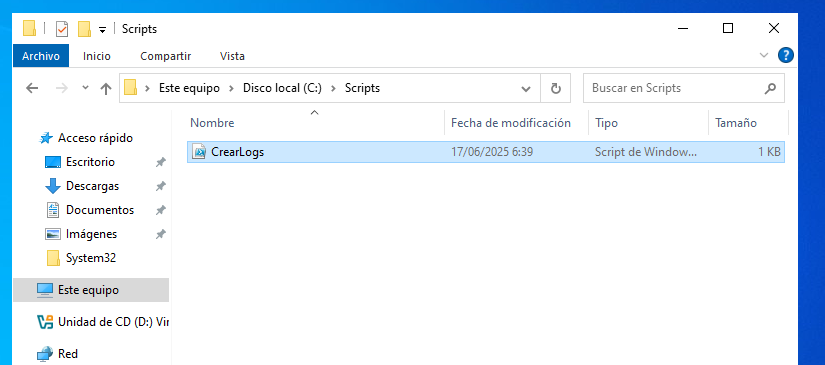 Scripts
Archivo Inicio Compartir Vista
Este equipo Disco local (C:) Scripts Buscar en Scripts
Nombre Fecha de modificación Tipo Tamaño
CrearLogs 17/06/2025 6:39 Script de Window... 1 KB
Acceso rápido
Escritorio
Descargas
Documentos
Imágenes
System32
Este equipo
Unidad de CD (D:) Vir
Red